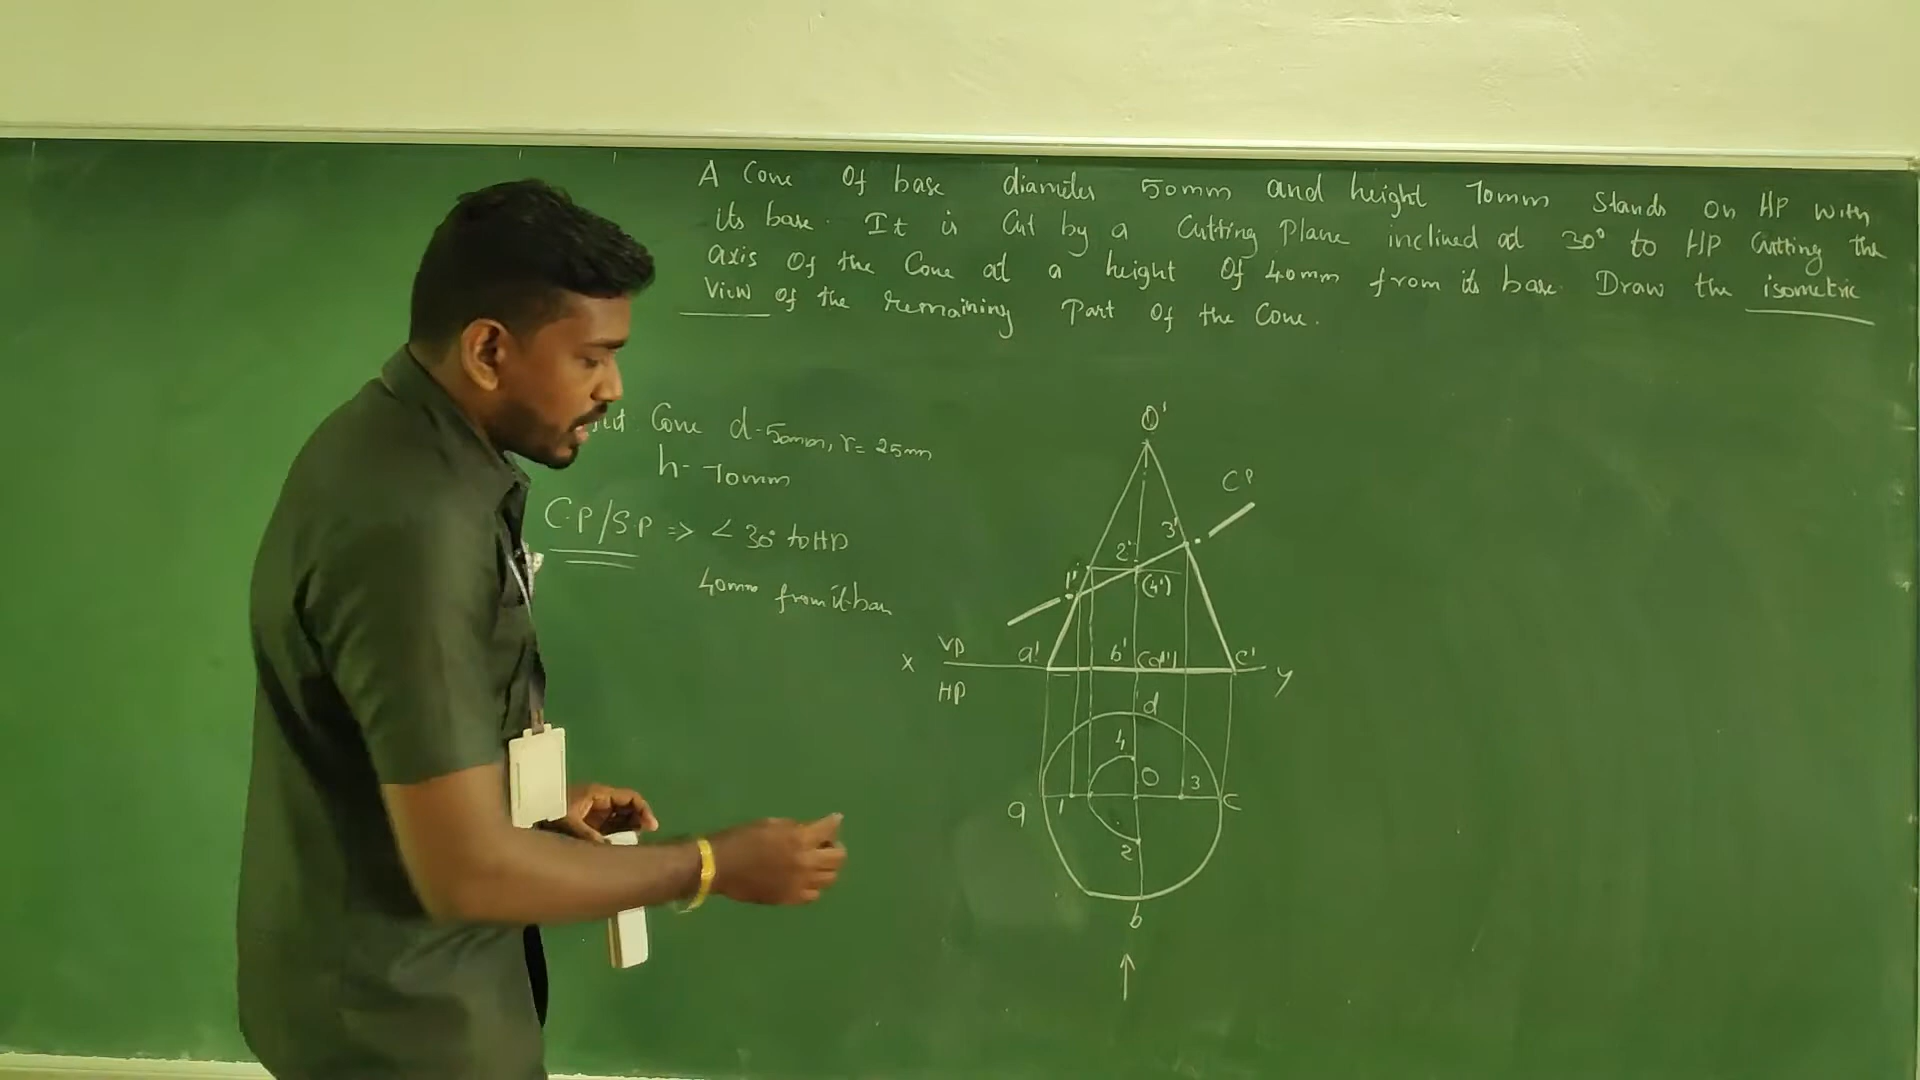 A Cone Of base diameter 50mm and height 70mm Stands On HP With
its base. It is Cut by a Cutting Plane inclined at 30° to HP Cutting the
axis Of the Cone at a height Of 40mm from its base. Draw the isometric
View Of the remaining Part Of the Cone.
Cone d-50mm, r=25mm
h-70mm
C.P/S.P => ∠ 30° to HP
40mm from it base
O'
CP
3'
2'
1'
(4')
X
VP
HP
a'
b'
(d')
c'
Y
d
4
O
3
a
1
c
2
b